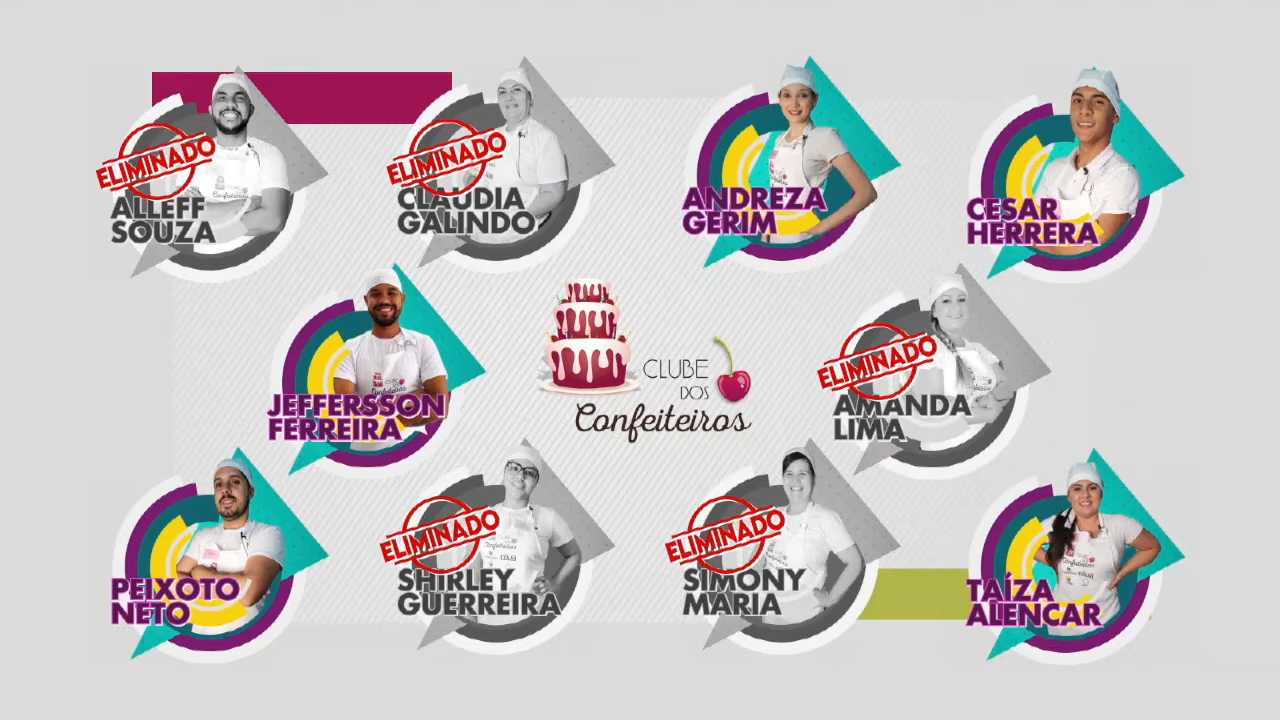 ELIMINADO
ALLEFF
SOUZA
ELIMINADO
CLAUDIA
GALINDO
ANDREZA
GERIM
CESAR
HERRERA
JEFFERSSON
FERREIRA
CLUBE
DOS
Confeiteiros
ELIMINADO
AMANDA
LIMA
PEIXOTO
NETO
ELIMINADO
SHIRLEY
GUERREIRA
ELIMINADO
SIMONY
MARIA
TAÍZA
ALENCAR